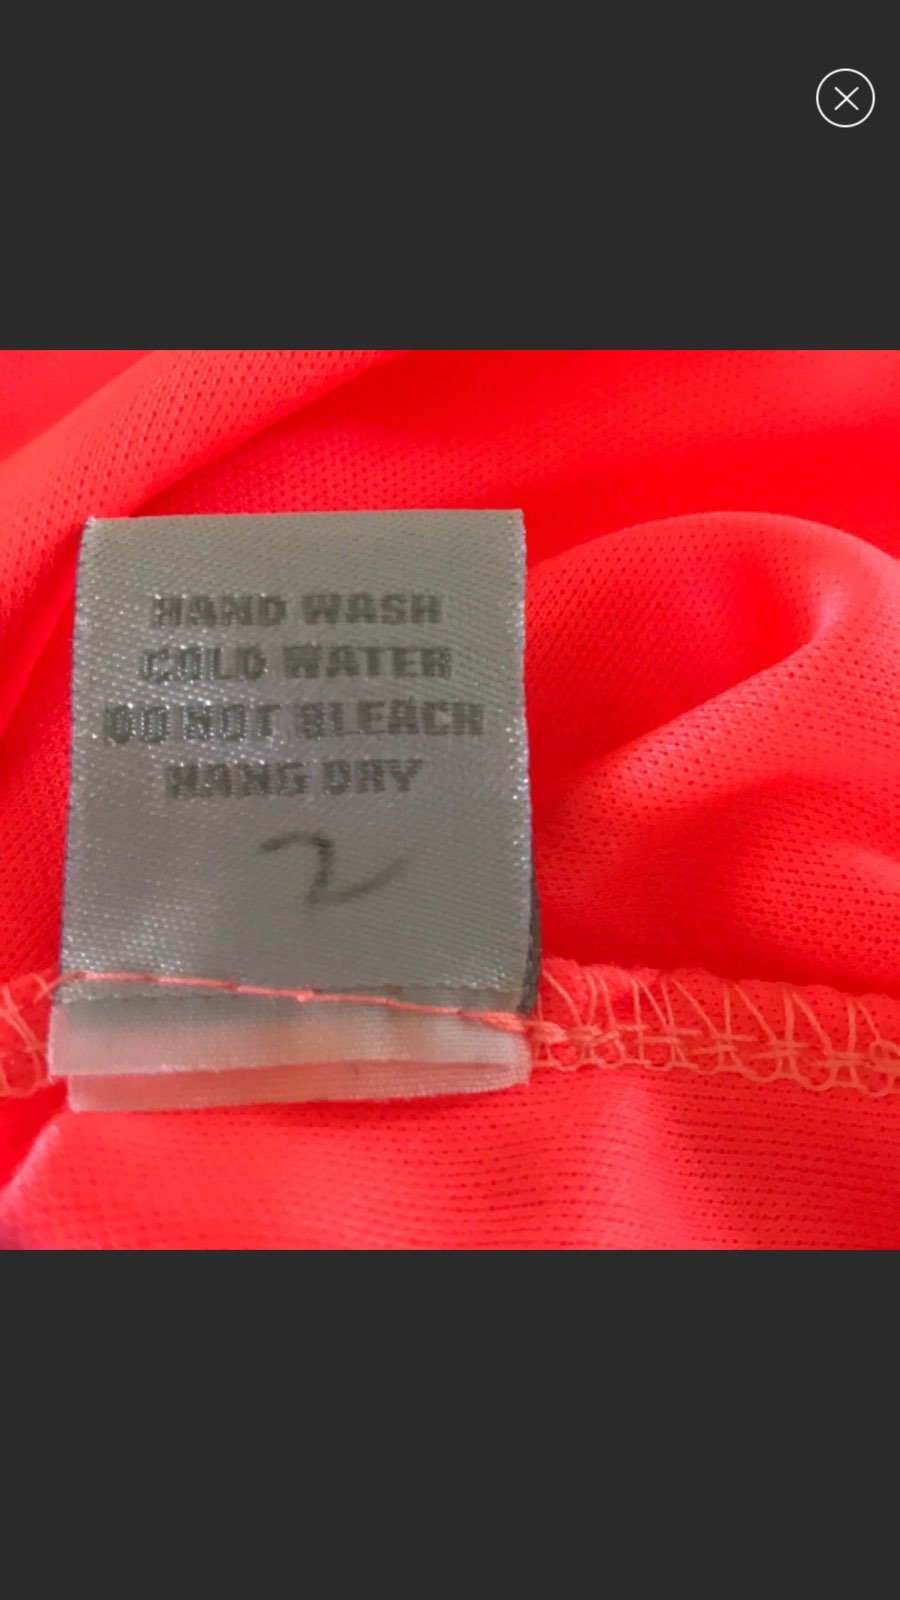 HAND WASH
COLD WATER
DO NOT BLEACH
HANG DRY
2